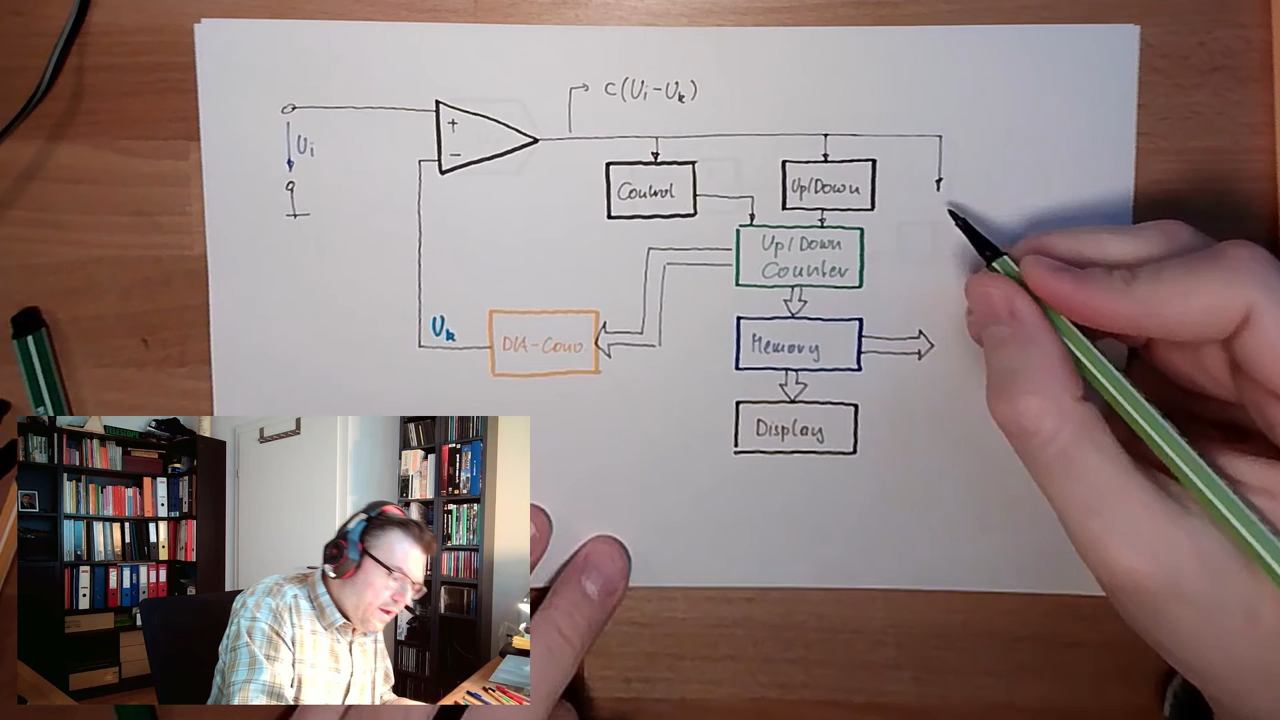 C(Ui-Uk)
+
-
Ui
Control
Up/Down
Up/Down
Counter
Uk
D/A-Conv.
Memory
Display